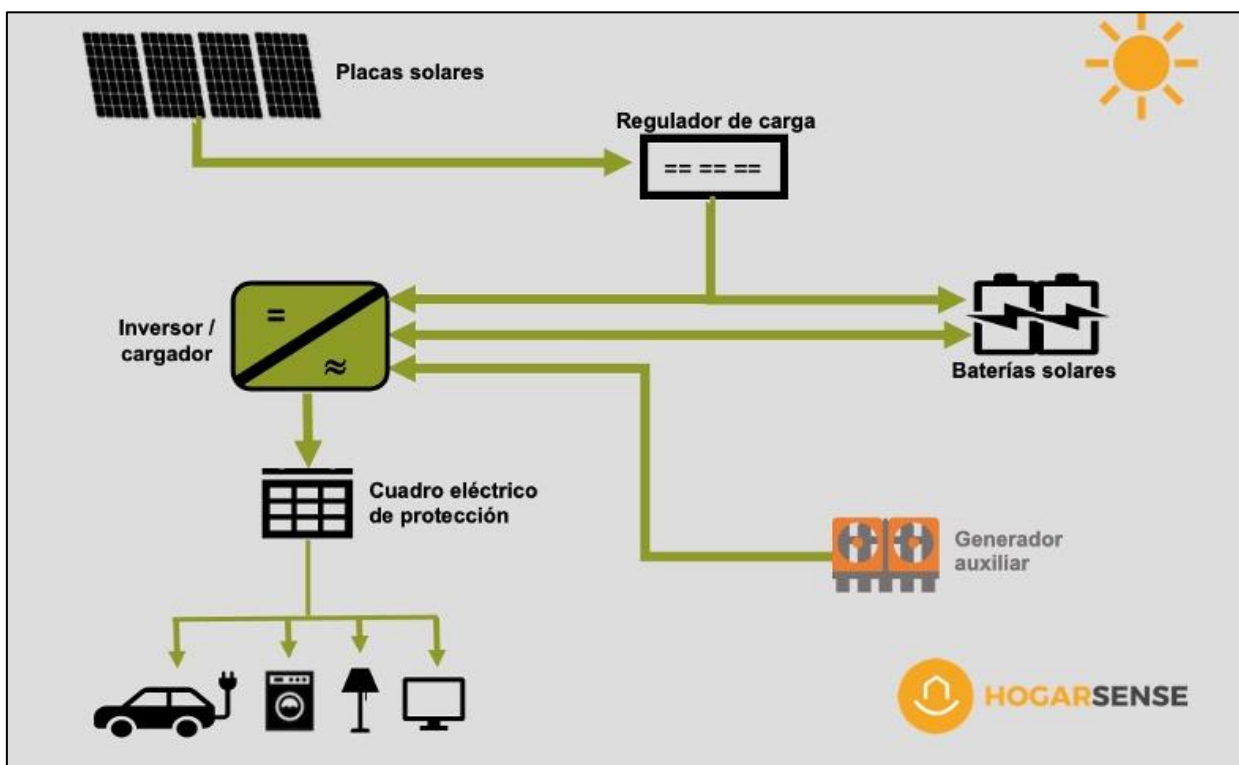 Placas solares
Regulador de carga
== == ==
Inversor /
cargador
=
≈
Baterías solares
Cuadro eléctrico
de protección
Generador
auxiliar
HOGARSENSE